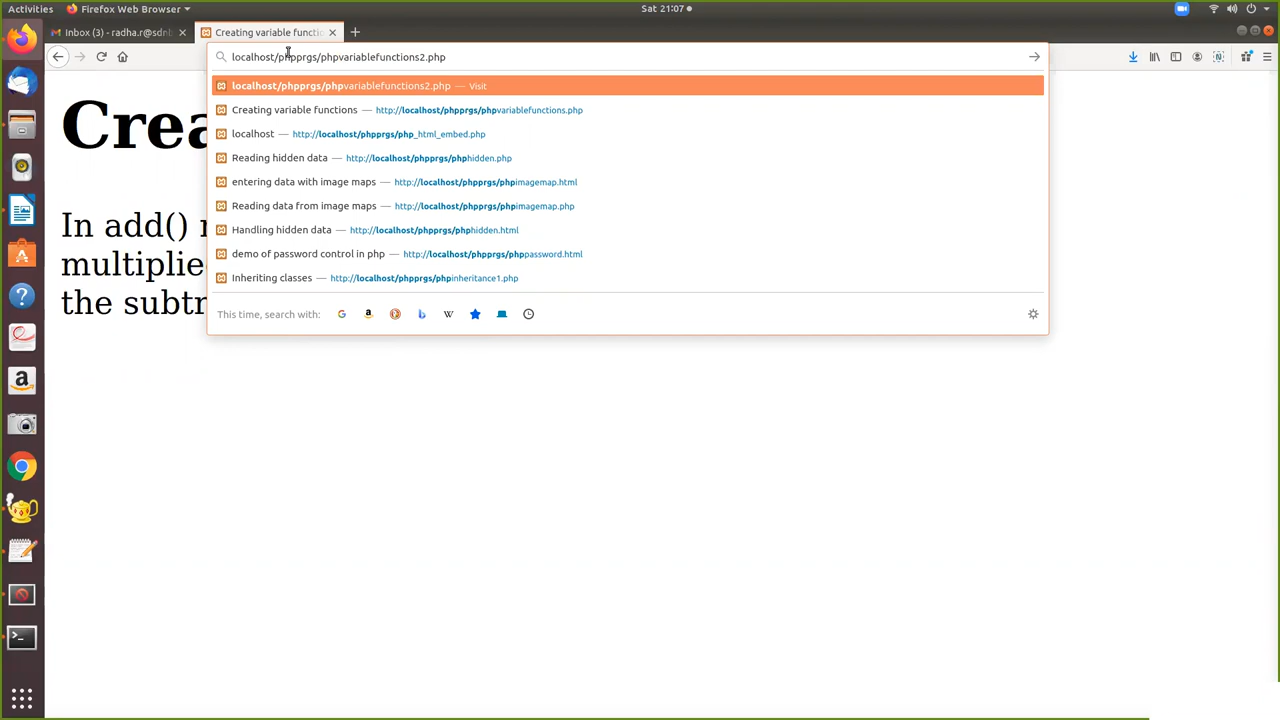 Activities
Firefox Web Browser
Sat 21:07
Inbox (3) - radha.r@sdnb
Creating variable functio
localhost/phpprgs/phpvariablefunctions2.php
localhost/phpprgs/phpvariablefunctions2.php — Visit
Creating variable functions — http://localhost/phpprgs/phpvariablefunctions.php
localhost — http://localhost/phpprgs/php_html_embed.php
Reading hidden data — http://localhost/phpprgs/phphidden.php
entering data with image maps — http://localhost/phpprgs/phpimagemap.html
Reading data from image maps — http://localhost/phpprgs/phpimagemap.php
Handling hidden data — http://localhost/phpprgs/phphidden.html
demo of password control in php — http://localhost/phpprgs/phppassword.html
Inheriting classes — http://localhost/phpprgs/phpinheritance1.php
This time, search with:
Crea
In add()
multiplie
the subtr